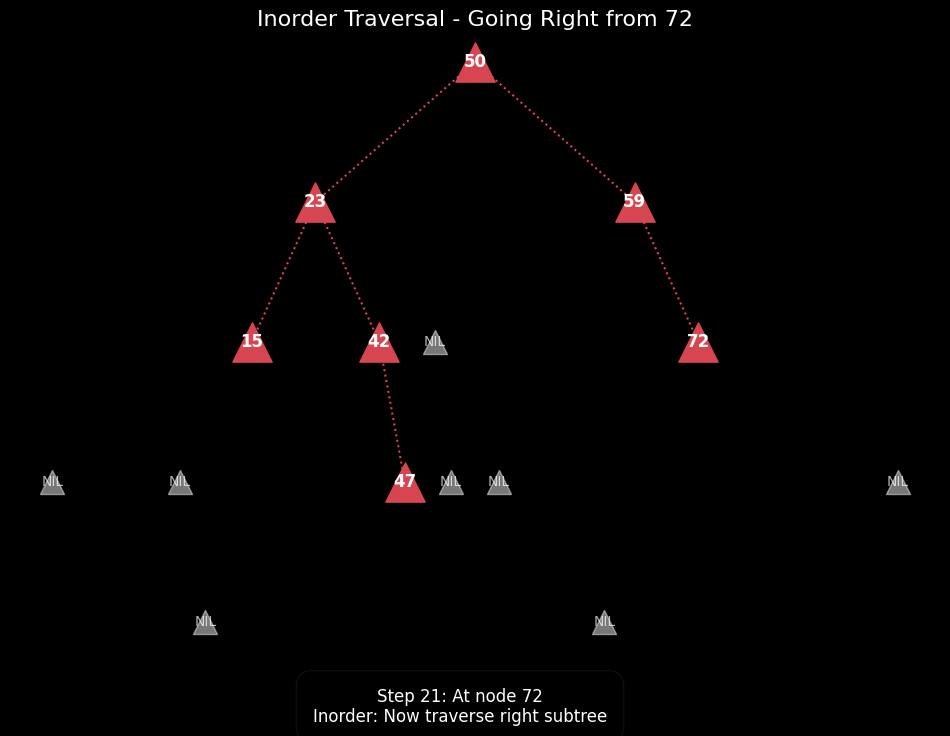 Inorder Traversal - Going Right from 72
50
23
59
15
42
NIL
72
NIL
NIL
47
NIL
NIL
NIL
NIL
NIL
Step 21: At node 72
Inorder: Now traverse right subtree